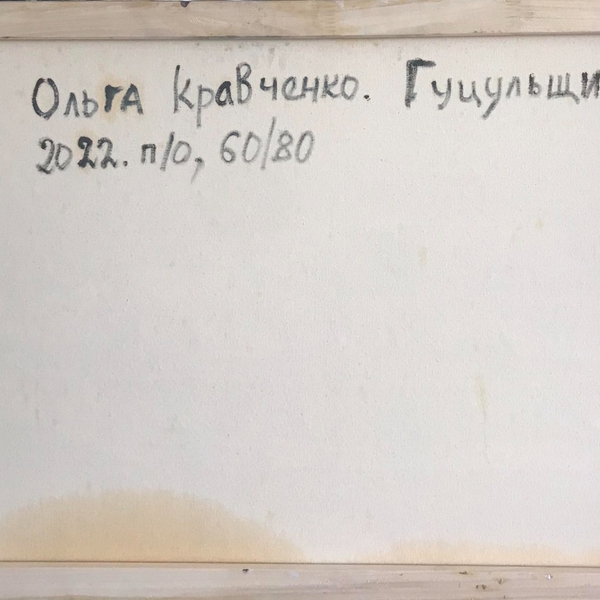 Ольга Кравченко. Гуцульщи
2022. п/о, 60/80